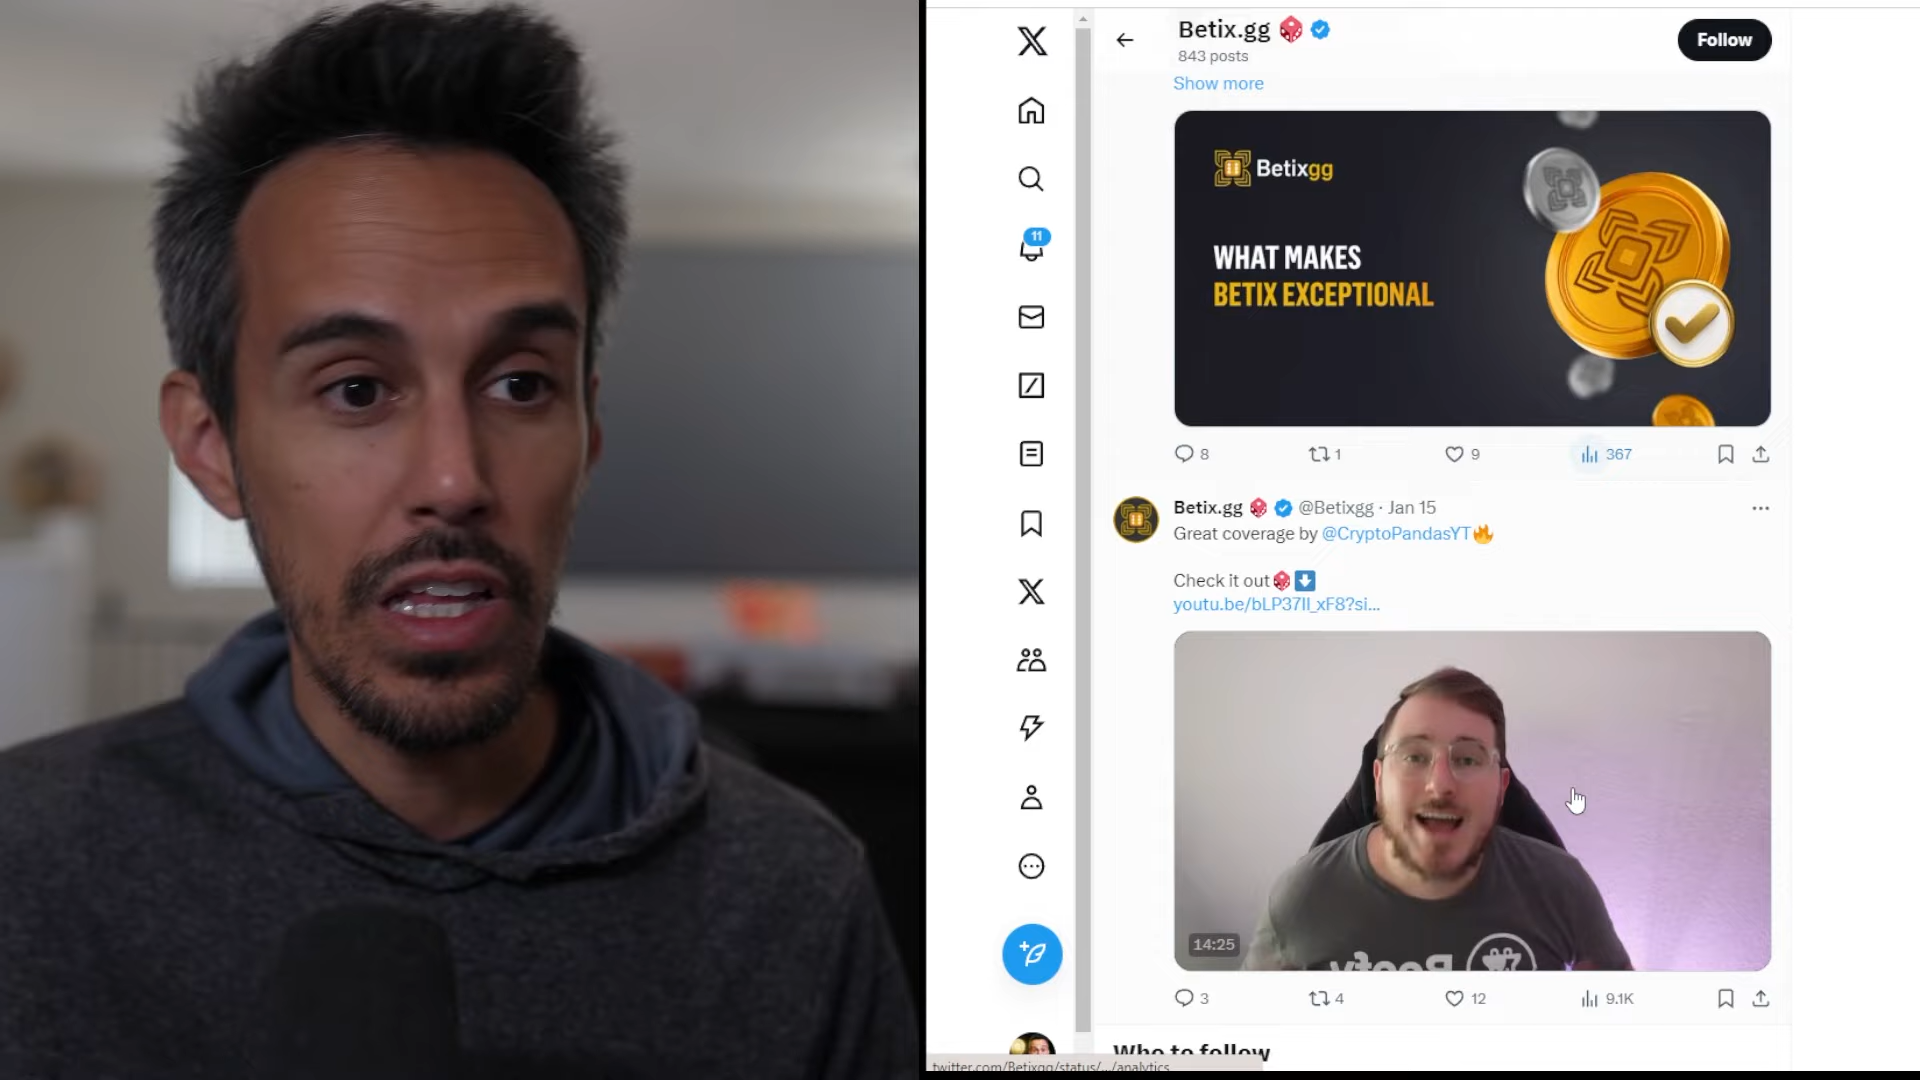 Betix.gg
843 posts
Follow
Show more
Betixgg
WHAT MAKES
BETIX EXCEPTIONAL
11
8
1
9
367
Betix.gg @Betixgg · Jan 15
Great coverage by @CryptoPandasYT
Check it out
youtu.be/bLP37II_xF8?si...
14:25
3
4
12
9.1K
Who to follow
twitter.com/Betixgg/status/.../analytics